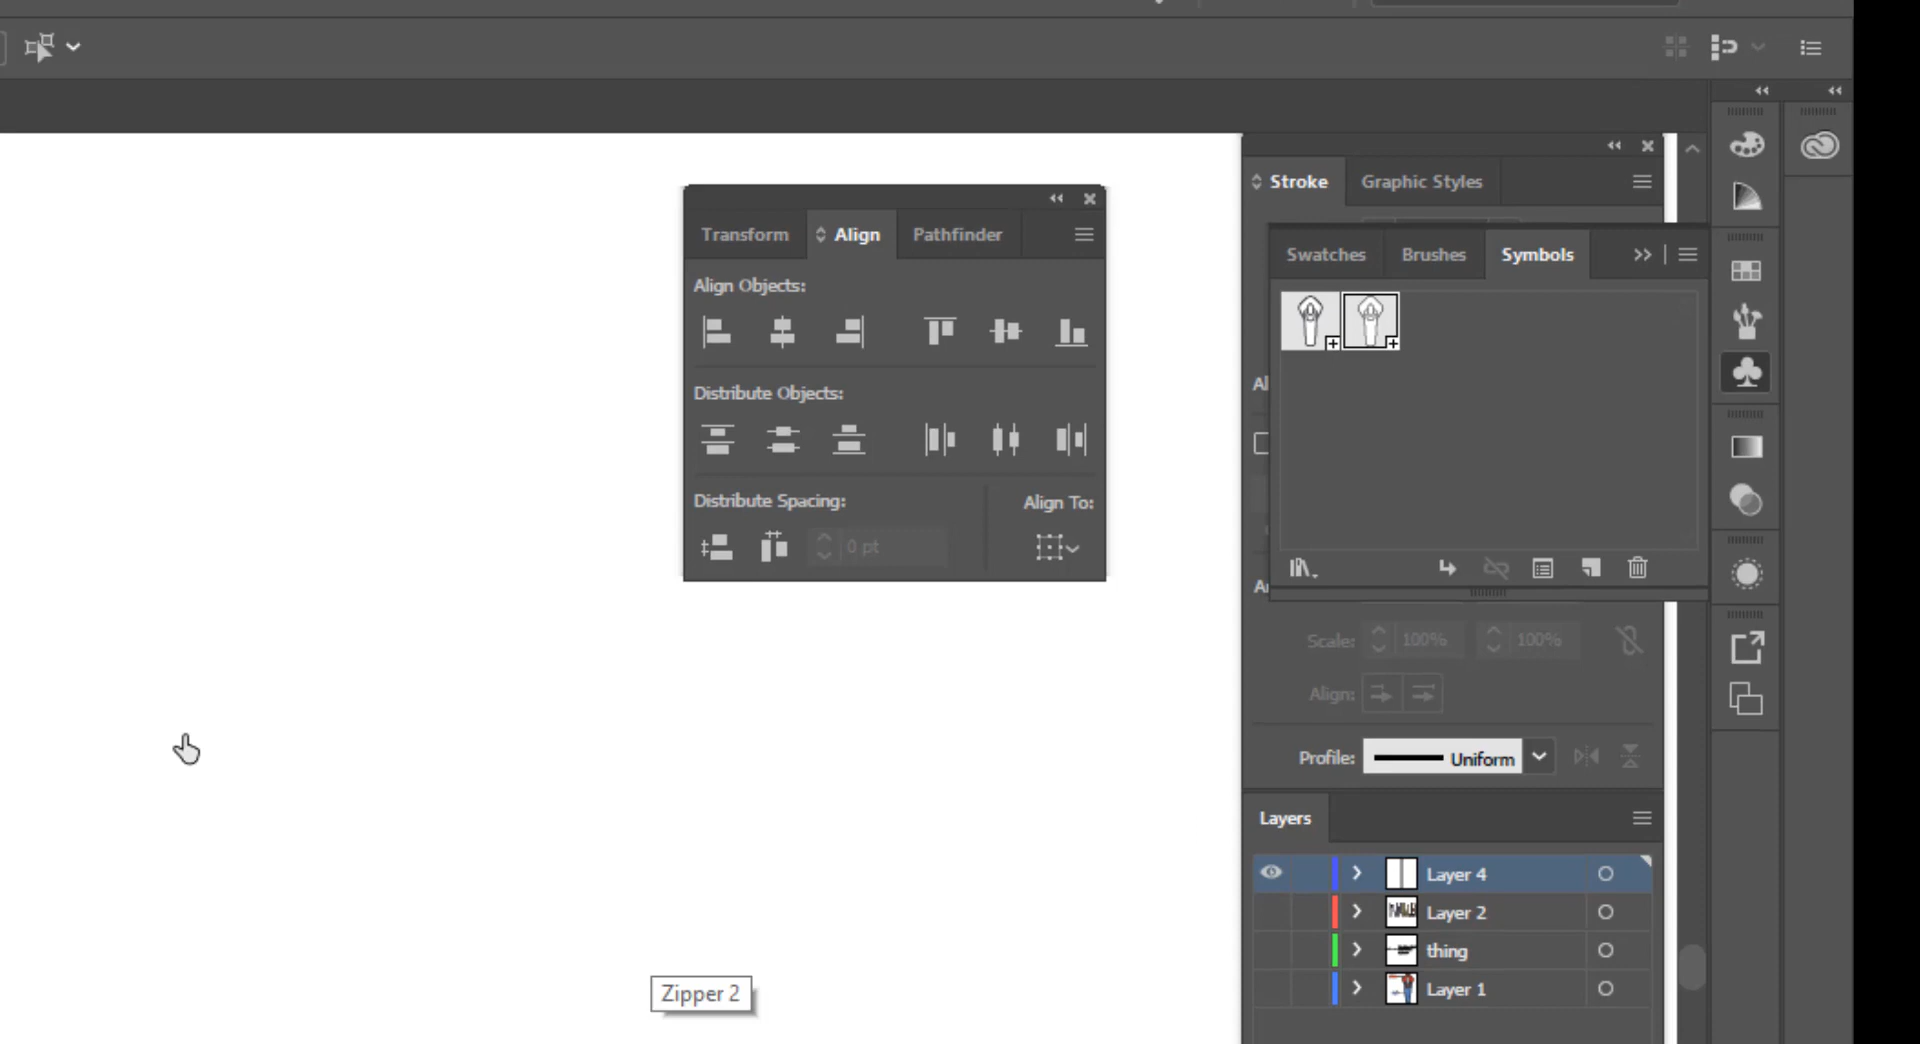 Transform
Align
Pathfinder
Align Objects:
Distribute Objects:
Distribute Spacing:
Align To:
0 pt
Stroke
Graphic Styles
Swatches
Brushes
Symbols
Scale:
100%
100%
Align:
Profile:
Uniform
Layers
Layer 4
Layer 2
thing
Layer 1
Zipper 2